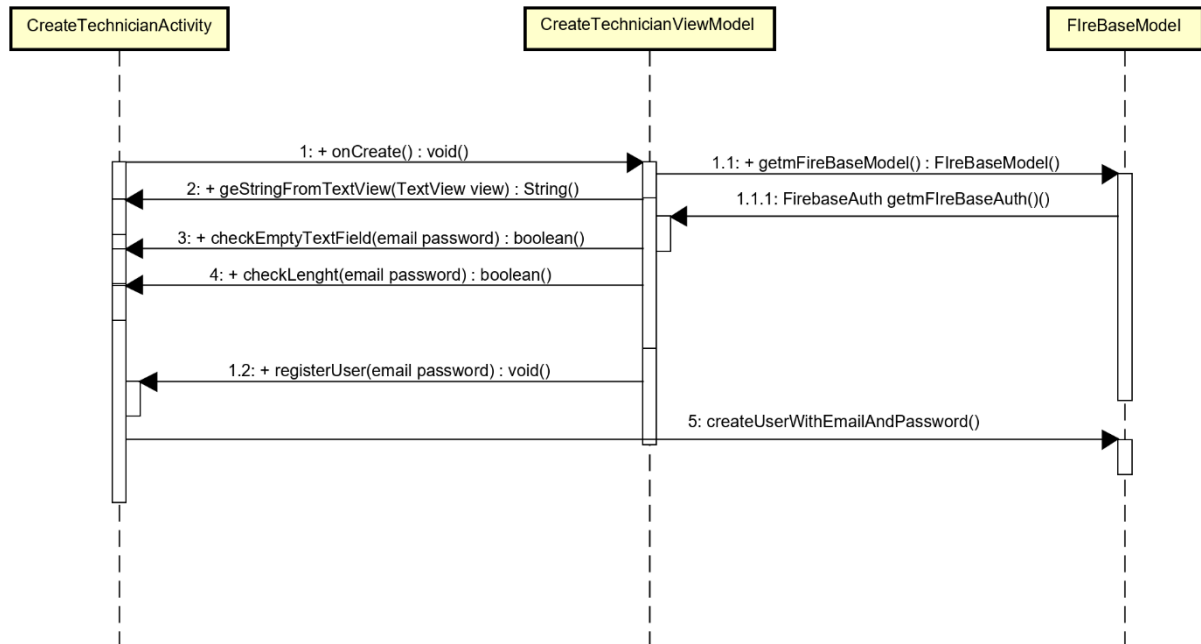 CreateTechnicianActivity
CreateTechnicianViewModel
FIreBaseModel
1: + onCreate() : void()
1.1: + getmFireBaseModel() : FIreBaseModel()
2: + geStringFromTextView(TextView view) : String()
1.1.1: FirebaseAuth getmFIreBaseAuth()()
3: + checkEmptyTextField(email password) : boolean()
4: + checkLenght(email password) : boolean()
1.2: + registerUser(email password) : void()
5: createUserWithEmailAndPassword()